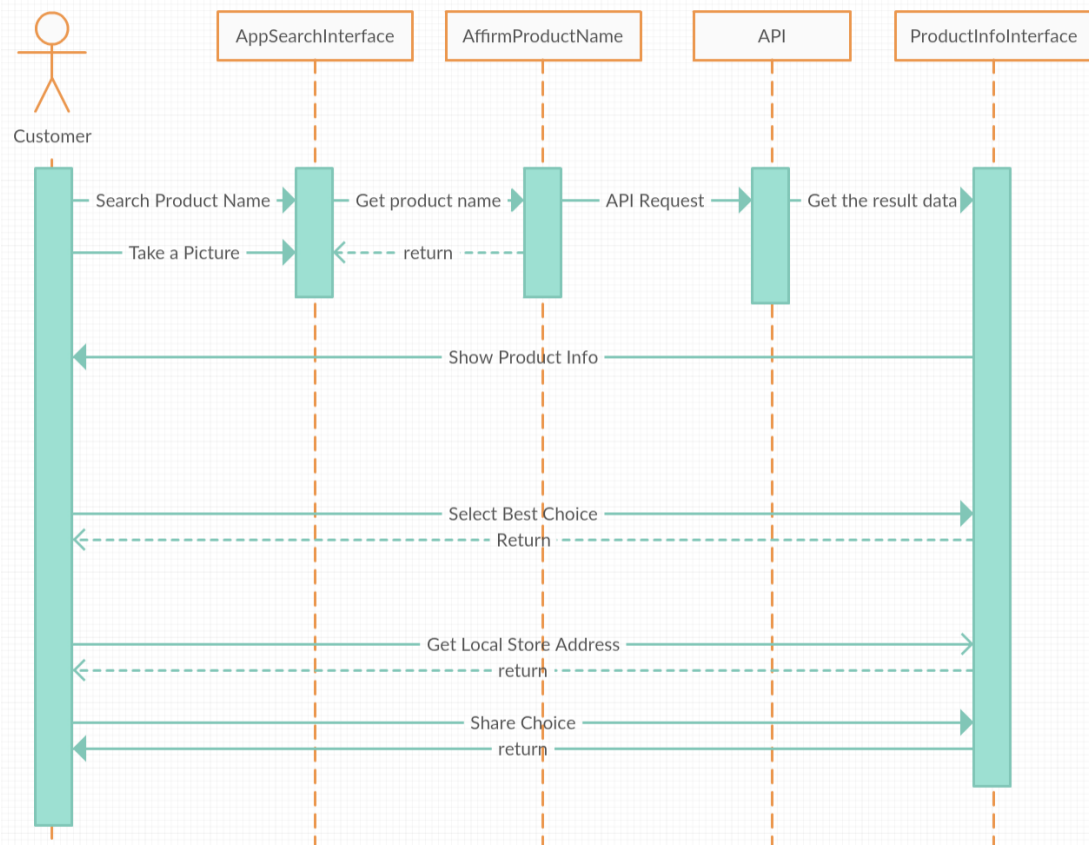 AppSearchInterface
AffirmProductName
API
ProductInfoInterface
Customer
Search Product Name
Get product name
API Request
Get the result data
Take a Picture
return
Show Product Info
Select Best Choice
Return
Get Local Store Address
return
Share Choice
return